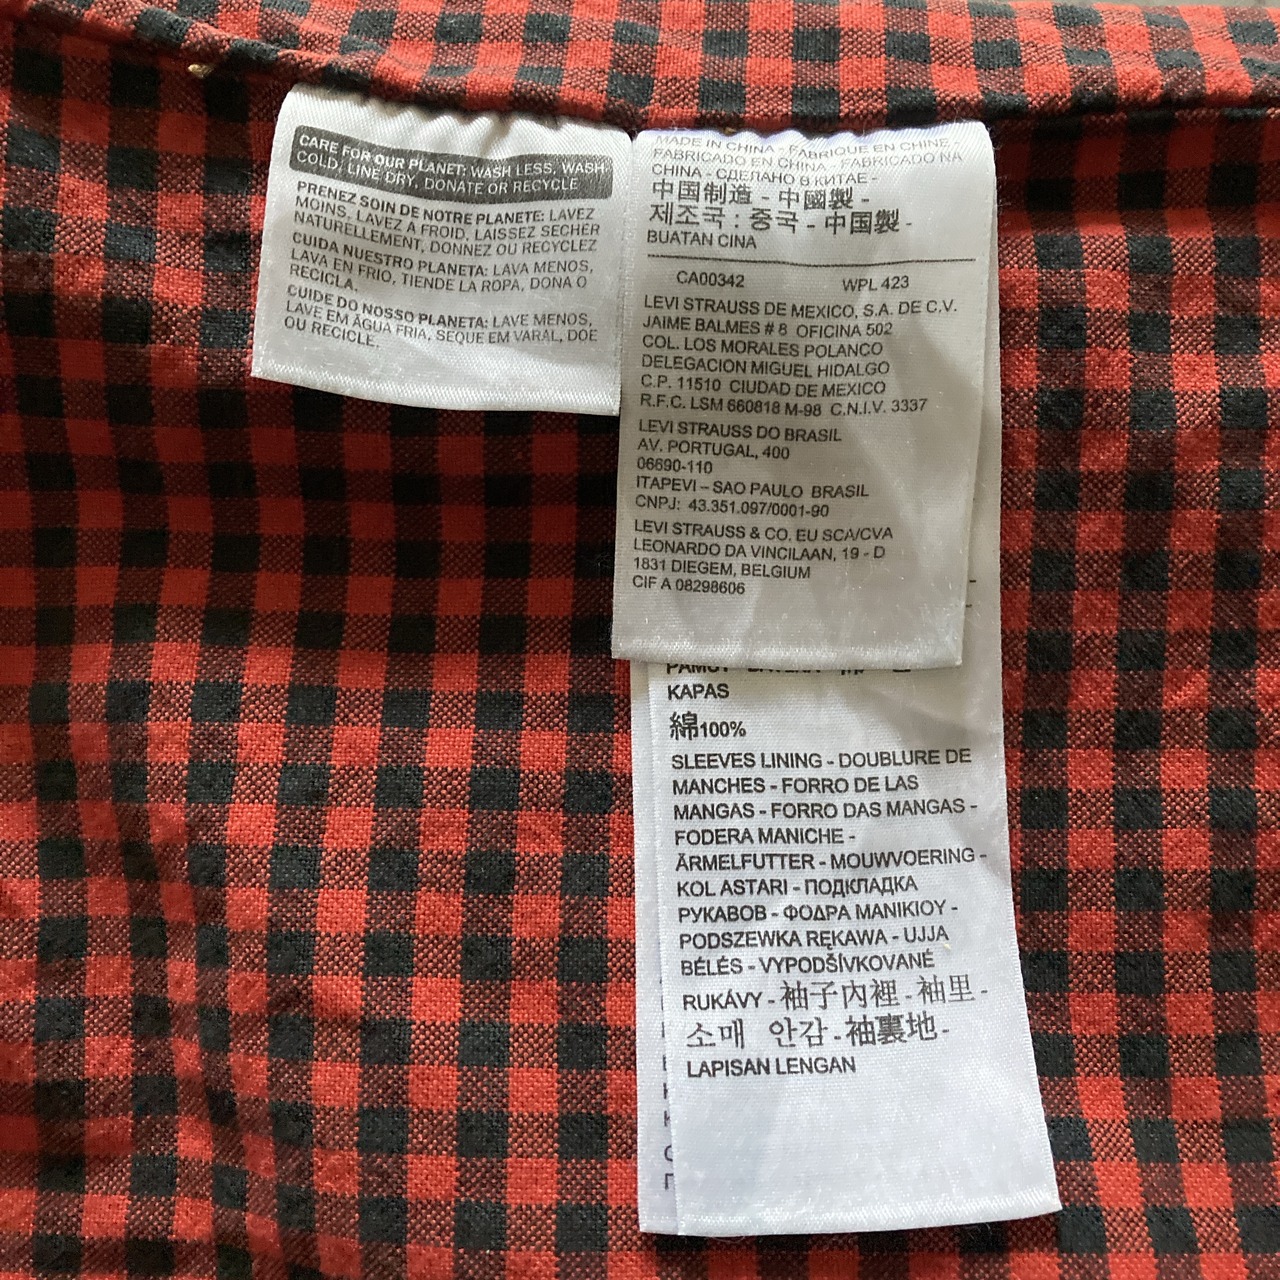 CARE FOR OUR PLANET: WASH LESS, WASH
COLD, LINE DRY, DONATE OR RECYCLE
PRENEZ SOIN DE NOTRE PLANETE: LAVEZ
MOINS, LAVEZ A FROID, LAISSEZ SECHER
NATURELLEMENT, DONNEZ OU RECYCLEZ
CUIDA NUESTRO PLANETA: LAVA MENOS,
LAVA EN FRIO, TIENDE LA ROPA, DONA O
RECICLA.
CUIDE DO NOSSO PLANETA: LAVE MENOS,
LAVE EM ÁGUA FRIA, SEQUE EM VARAL, DOE
OU RECICLE.
MADE IN CHINA - FABRIQUE EN CHINE -
FABRICADO EN CHINA - FABRICADO NA
CHINA - СДЕЛАНО В КИТАЕ -
中国制造 - 中國製 -
제조국 : 중국 - 中国製 -
BUATAN CINA
CA00342 WPL 423
LEVI STRAUSS DE MEXICO, S.A. DE C.V.
JAIME BALMES # 8 OFICINA 502
COL. LOS MORALES POLANCO
DELEGACION MIGUEL HIDALGO
C.P. 11510 CIUDAD DE MEXICO
R.F.C. LSM 660818 M-98 C.N.I.V. 3337
LEVI STRAUSS DO BRASIL
AV. PORTUGAL, 400
06690-110
ITAPEVI – SAO PAULO BRASIL
CNPJ: 43.351.097/0001-90
LEVI STRAUSS & CO. EU SCA/CVA
LEONARDO DA VINCILAAN, 19 - D
1831 DIEGEM, BELGIUM
CIF A 08298606
PAMUT
KAPAS
綿100%
SLEEVES LINING - DOUBLURE DE
MANCHES - FORRO DE LAS
MANGAS - FORRO DAS MANGAS -
FODERA MANICHE -
ÄRMELFUTTER - MOUWVOERING -
KOL ASTARI - ПОДКЛАДКА
РУКАВОВ - ΦΟΔΡΑ ΜΑΝΙΚΙΟΥ -
PODSZEWKA RĘKAWA - UJJA
BÉLÉS - VYPODŠÍVKOVANÉ
RUKÁVY - 袖子內裡 - 袖里 -
소매 안감 - 袖裏地 -
LAPISAN LENGAN